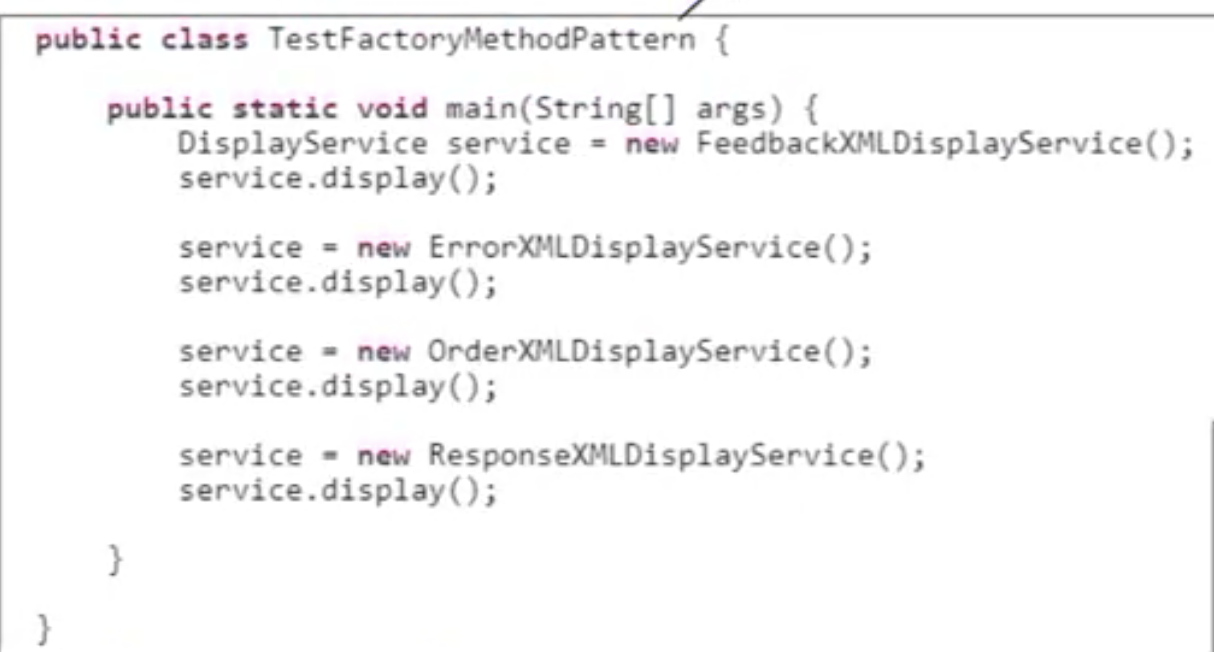 public class TestFactoryMethodPattern {
public static void main(String[] args) {
DisplayService service = new FeedbackXMLDisplayService();
service.display();
service = new ErrorXMLDisplayService();
service.display();
service = new OrderXMLDisplayService();
service.display();
service = new ResponseXMLDisplayService();
service.display();
}
}